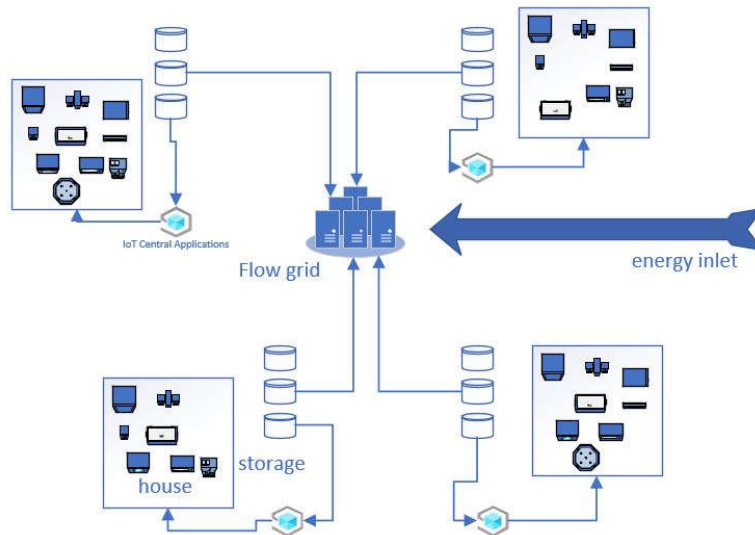 IoT Central Applications
Flow grid
energy inlet
storage
house